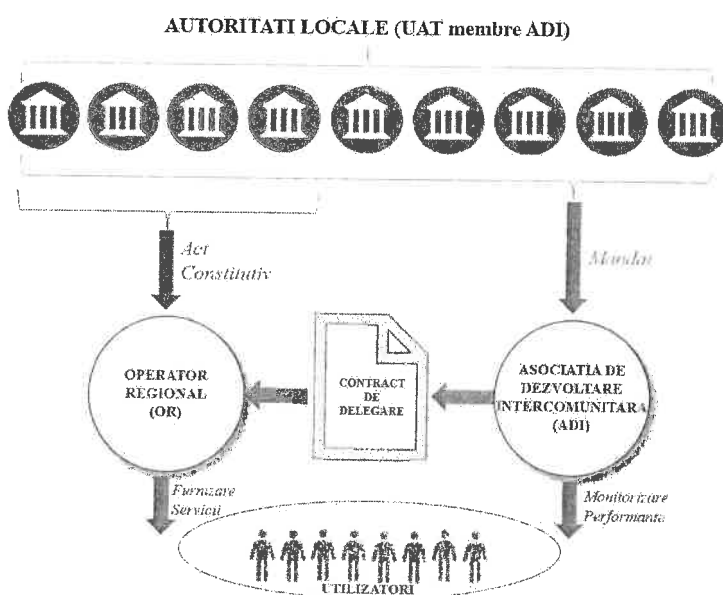 AUTORITATI LOCALE (UAT membre ADI)
Act
Constitutiv
Mandat
OPERATOR
REGIONAL
(OR)
CONTRACT
DE
DELEGARE
ASOCIATIA DE
DEZVOLTARE
INTERCOMUNITARA
(ADI)
Furnizare
Servicii
Monitorizare
Performanta
UTILIZATORI